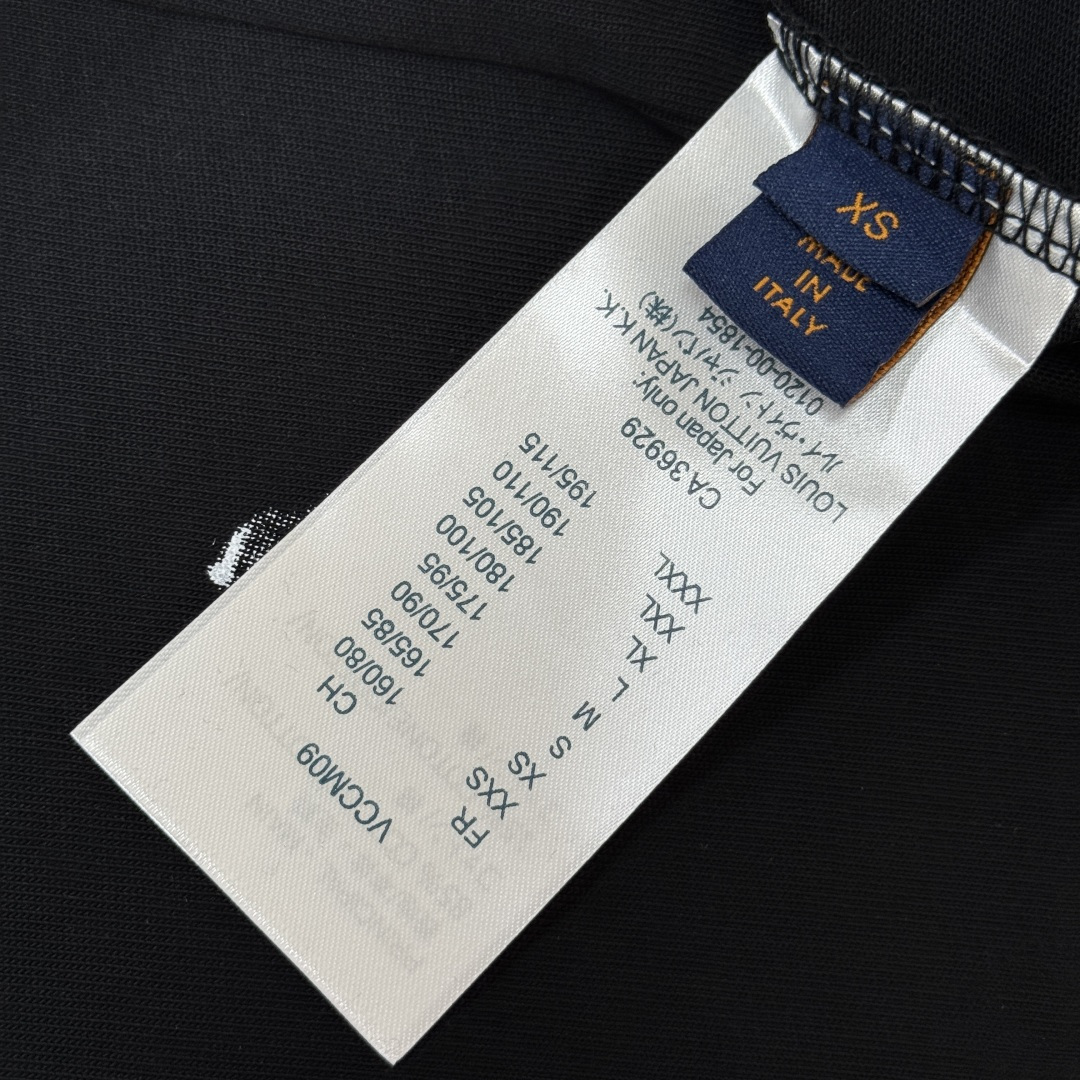 XS
MADE
IN
ITALY
VCCM09
FR CH
XXS 160/80
XS 165/85
S 170/90
M 175/95
L 180/100
XL 185/105
XXL 190/110
XXXL 195/115
CA 36929
For Japan only:
LOUIS VUITTON JAPAN K.K.
ルイ・ヴィトン ジャパン(株)
0120-00-1854